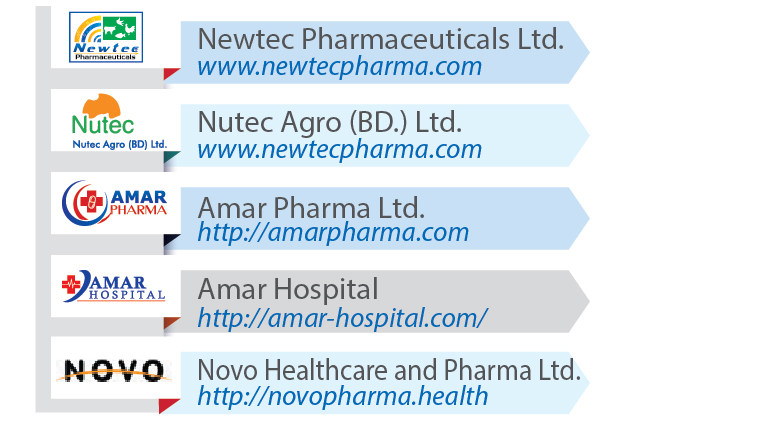 Newtec
Pharmaceuticals
Newtec Pharmaceuticals Ltd.
www.newtecpharma.com
Nutec
Nutec Agro (BD) Ltd.
Nutec Agro (BD.) Ltd.
www.newtecpharma.com
AMAR
PHARMA
Amar Pharma Ltd.
http://amarpharma.com
AMAR
HOSPITAL
Amar Hospital
http://amar-hospital.com/
NOVO
Novo Healthcare and Pharma Ltd.
http://novopharma.health